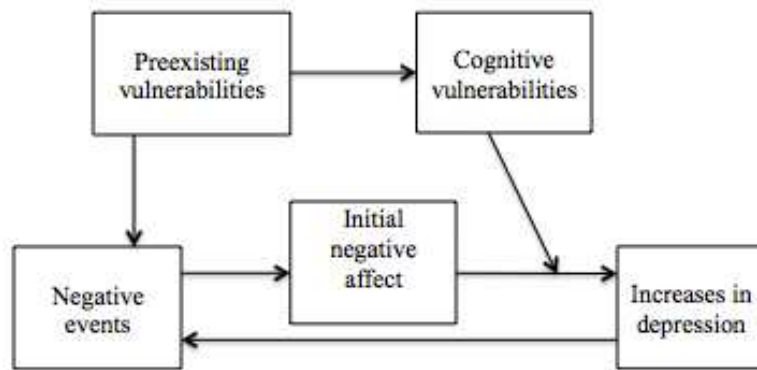 Preexisting
vulnerabilities
Cognitive
vulnerabilities
Initial
negative
affect
Negative
events
Increases in
depression